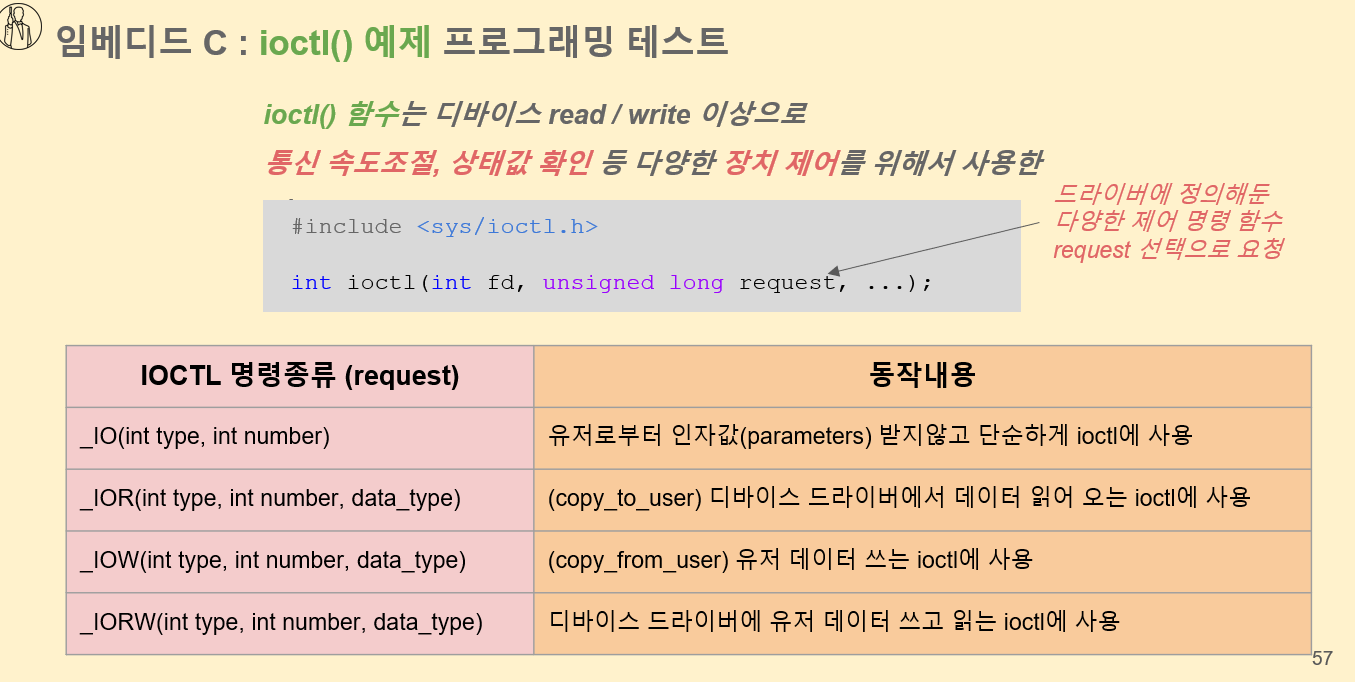 임베디드 C : ioctl() 예제 프로그래밍 테스트
ioctl() 함수는 디바이스 read / write 이상으로
통신 속도조절, 상태값 확인 등 다양한 장치 제어를 위해서 사용한
드라이버에 정의해둔
다양한 제어 명령 함수
request 선택으로 요청
#include <sys/ioctl.h>
int ioctl(int fd, unsigned long request, ...);
IOCTL 명령종류 (request)
동작내용
_IO(int type, int number)
유저로부터 인자값(parameters) 받지않고 단순하게 ioctl에 사용
_IOR(int type, int number, data_type)
(copy_to_user) 디바이스 드라이버에서 데이터 읽어 오는 ioctl에 사용
_IOW(int type, int number, data_type)
(copy_from_user) 유저 데이터 쓰는 ioctl에 사용
_IORW(int type, int number, data_type)
디바이스 드라이버에 유저 데이터 쓰고 읽는 ioctl에 사용
57